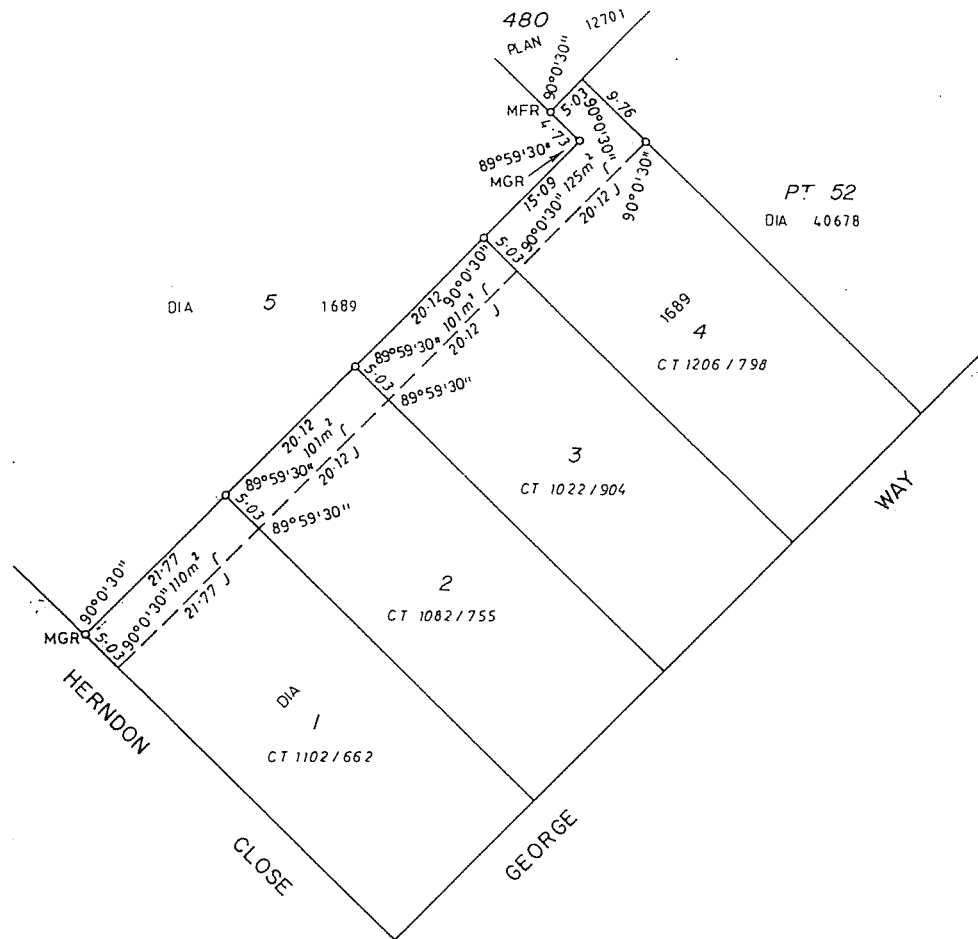 480
PLAN 12701
90°0'30"
MFR
5·03
9·76
4·73
90°0'30"
89°59'30"
MGR
15·09
90°0'30" 125m²
20·12
90°0'30"
PT 52
DIA 40678
5·03
90°0'30"
DIA 5 1689
20·12
89°59'30" 101m²
20·12
1689
4
CT 1206 / 798
5·03
89°59'30"
20·12
101m²
89°59'30"
20·12
3
CT 1022 / 904
WAY
5·03
89°59'30"
90°0'30"
21·77
90°0'30" 110m²
21·77
2
CT 1082 / 755
MGR
5·03
HERNDON
DIA
1
CT 1102 / 662
CLOSE
GEORGE